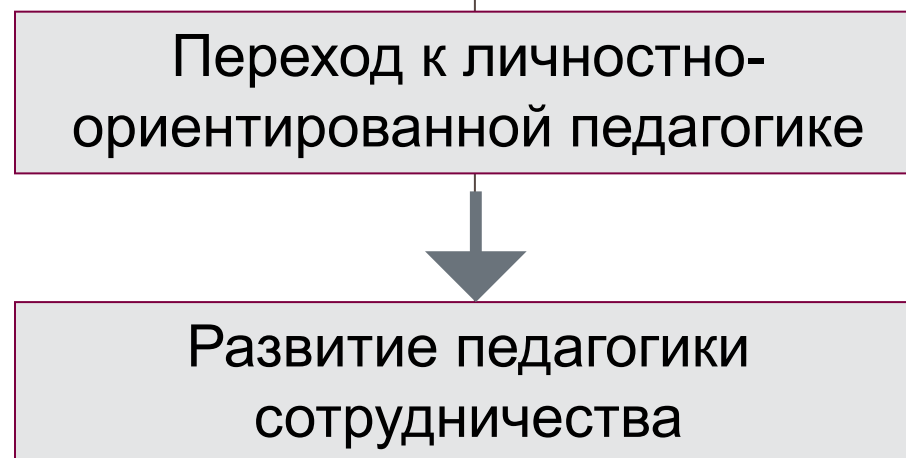 Переход к личностно-
ориентированной педагогике
Развитие педагогики
сотрудничества